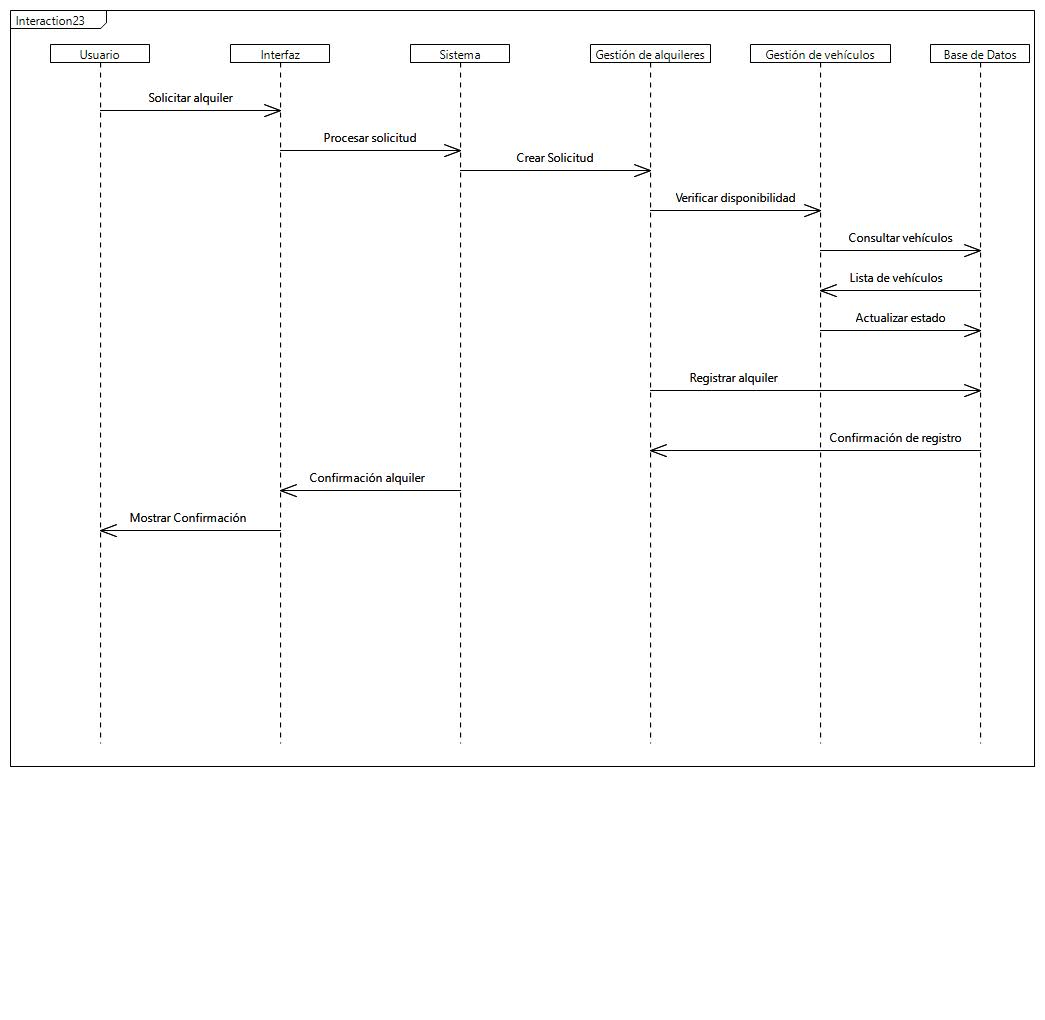 Interaction23
Usuario
Interfaz
Sistema
Gestión de alquileres
Gestión de vehículos
Base de Datos
Solicitar alquiler
Procesar solicitud
Crear Solicitud
Verificar disponibilidad
Consultar vehículos
Lista de vehículos
Actualizar estado
Registrar alquiler
Confirmación de registro
Confirmación alquiler
Mostrar Confirmación